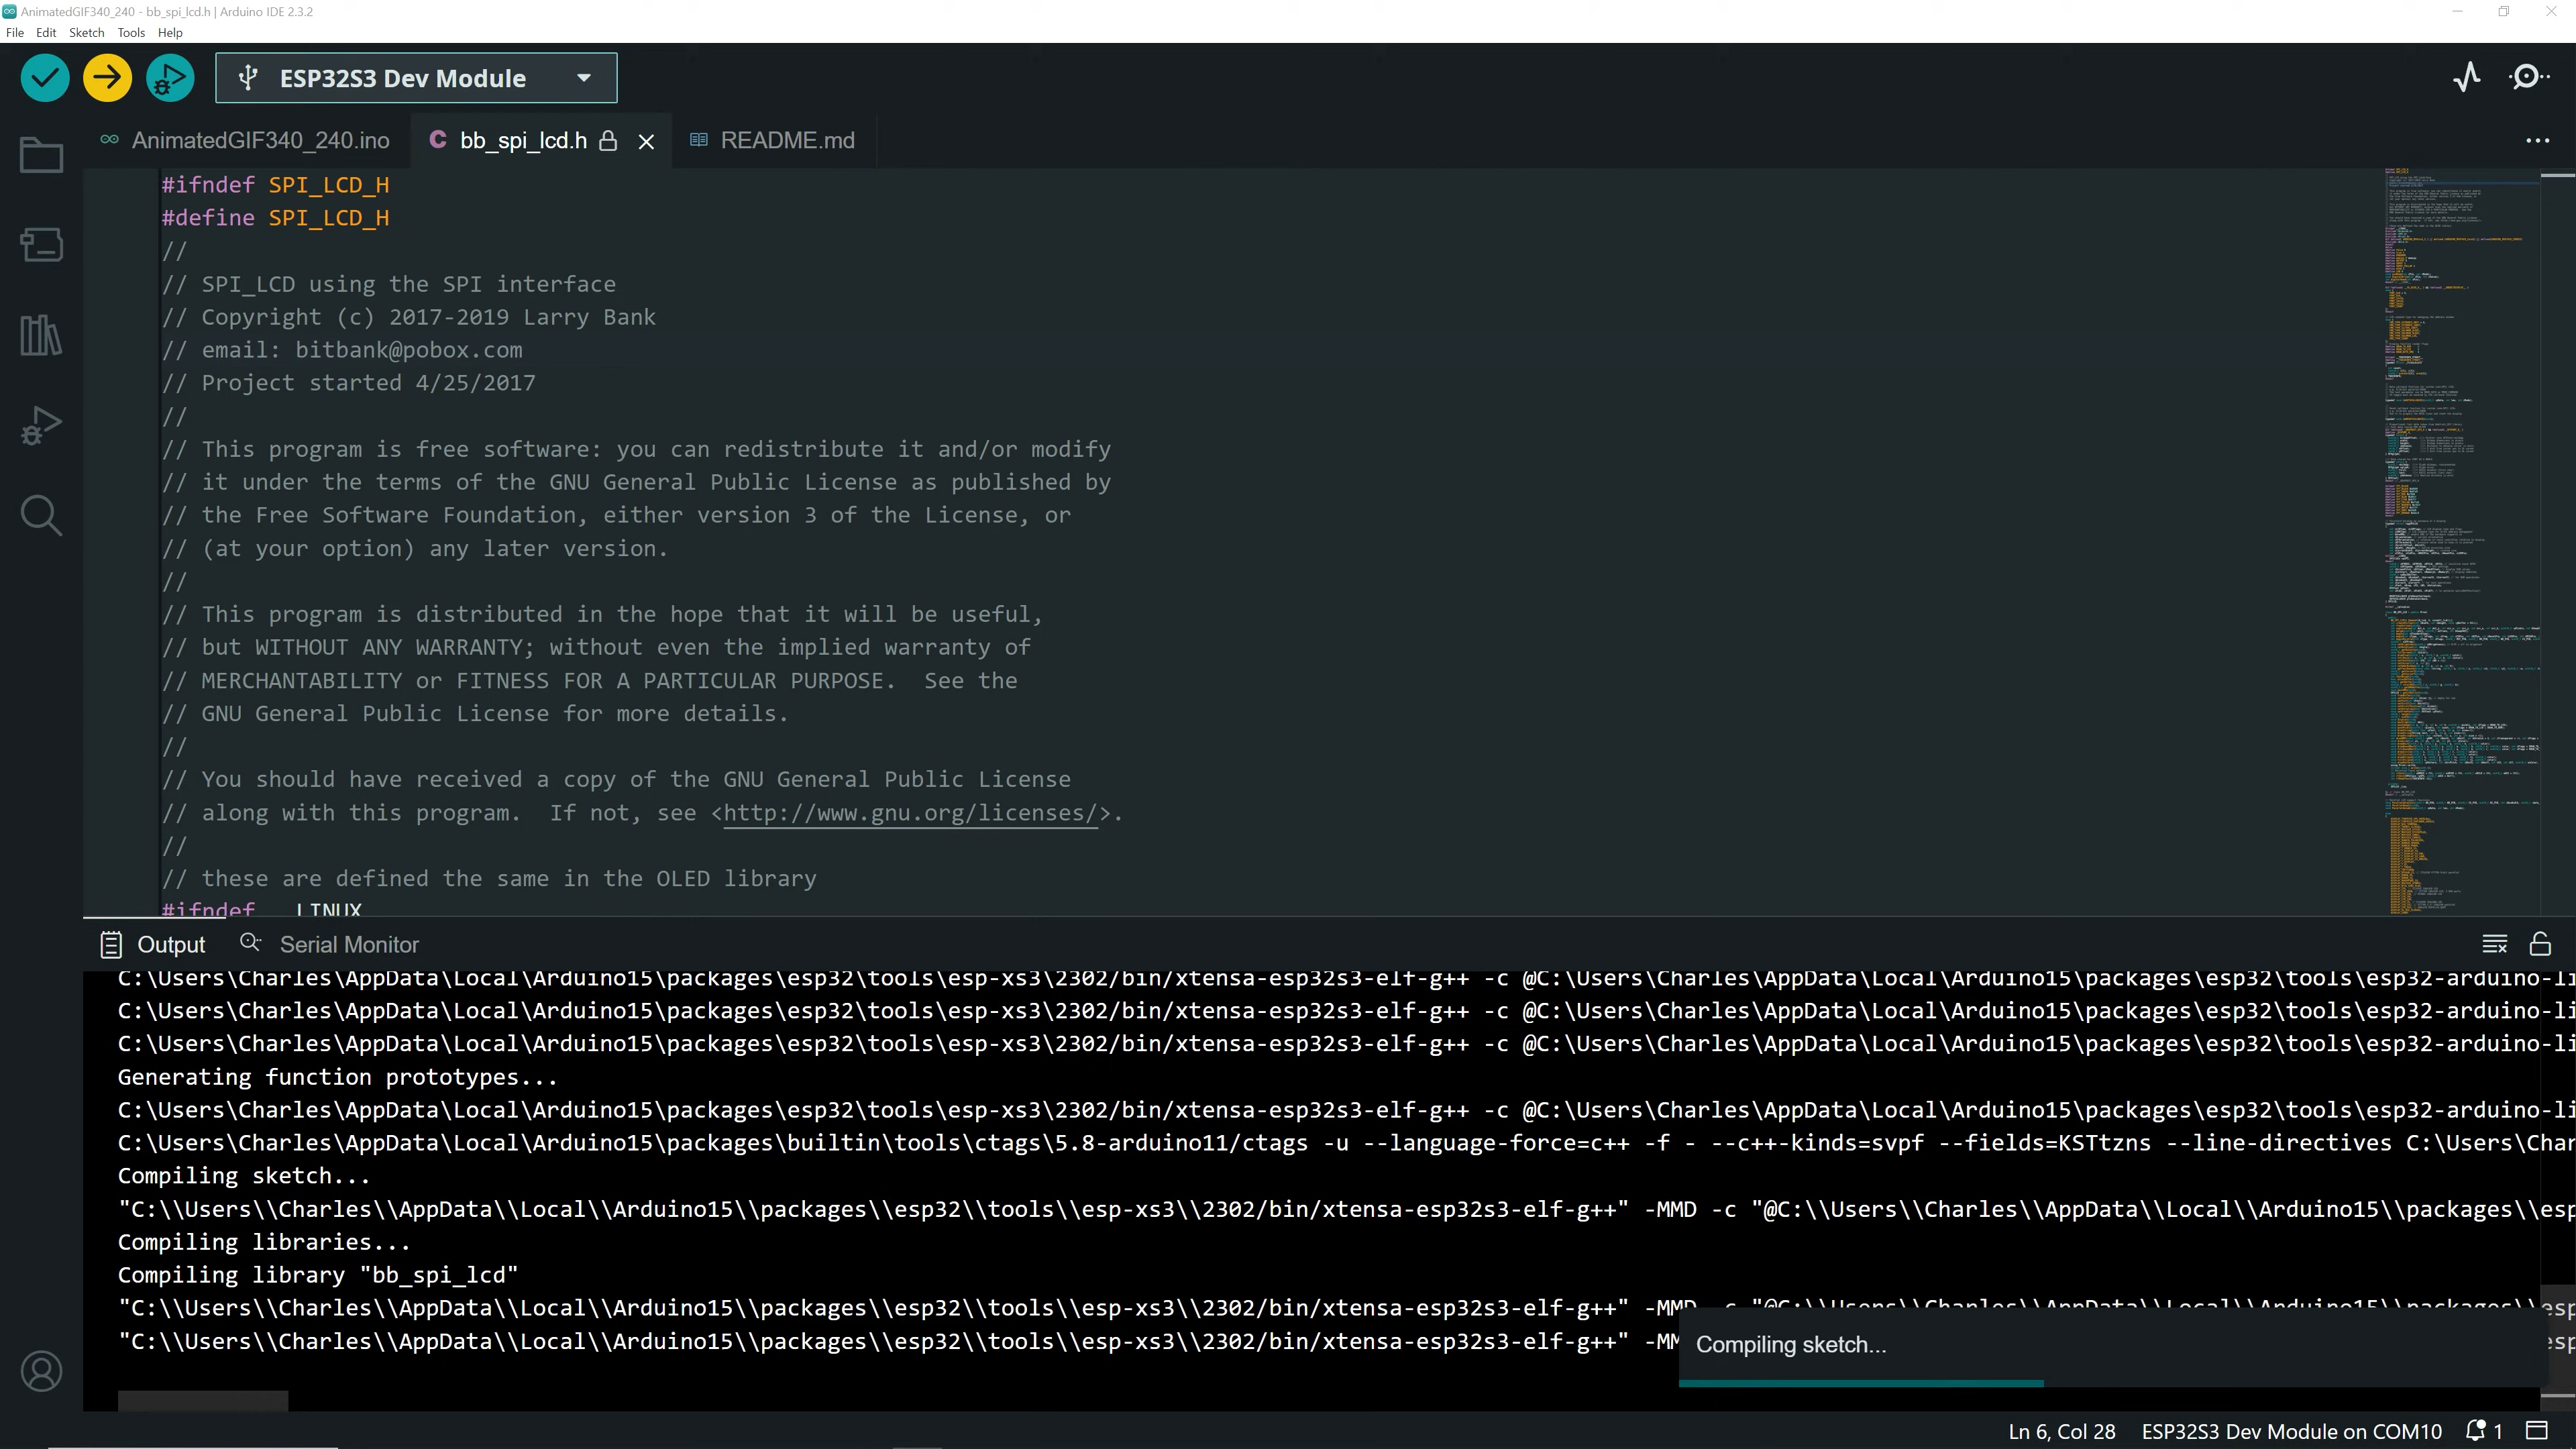 AnimatedGIF340_240 - bb_spi_lcd.h | Arduino IDE 2.3.2
File Edit Sketch Tools Help
ESP32S3 Dev Module
AnimatedGIF340_240.ino bb_spi_lcd.h README.md
#ifndef SPI_LCD_H
#define SPI_LCD_H
//
// SPI_LCD using the SPI interface
// Copyright (c) 2017-2019 Larry Bank
// email: bitbank@pobox.com
// Project started 4/25/2017
//
// This program is free software: you can redistribute it and/or modify
// it under the terms of the GNU General Public License as published by
// the Free Software Foundation, either version 3 of the License, or
// (at your option) any later version.
//
// This program is distributed in the hope that it will be useful,
// but WITHOUT ANY WARRANTY; without even the implied warranty of
// MERCHANTABILITY or FITNESS FOR A PARTICULAR PURPOSE.  See the
// GNU General Public License for more details.
//
// You should have received a copy of the GNU General Public License
// along with this program.  If not, see <http://www.gnu.org/licenses/>.
//
// these are defined the same in the OLED library
#ifndef __LINUX__
Output Serial Monitor
C:\Users\Charles\AppData\Local\Arduino15\packages\esp32\tools\esp-xs3\2302/bin/xtensa-esp32s3-elf-g++ -c @C:\Users\Charles\AppData\Local\Arduino15\packages\esp32\tools\esp32-arduino-li
C:\Users\Charles\AppData\Local\Arduino15\packages\esp32\tools\esp-xs3\2302/bin/xtensa-esp32s3-elf-g++ -c @C:\Users\Charles\AppData\Local\Arduino15\packages\esp32\tools\esp32-arduino-li
C:\Users\Charles\AppData\Local\Arduino15\packages\esp32\tools\esp-xs3\2302/bin/xtensa-esp32s3-elf-g++ -c @C:\Users\Charles\AppData\Local\Arduino15\packages\esp32\tools\esp32-arduino-li
Generating function prototypes...
C:\Users\Charles\AppData\Local\Arduino15\packages\esp32\tools\esp-xs3\2302/bin/xtensa-esp32s3-elf-g++ -c @C:\Users\Charles\AppData\Local\Arduino15\packages\esp32\tools\esp32-arduino-li
C:\Users\Charles\AppData\Local\Arduino15\packages\builtin\tools\ctags\5.8-arduino11/ctags -u --language-force=c++ -f - --c++-kinds=svpf --fields=KSTtzns --line-directives C:\Users\Char
Compiling sketch...
"C:\\Users\\Charles\\AppData\\Local\\Arduino15\\packages\\esp32\\tools\\esp-xs3\\2302/bin/xtensa-esp32s3-elf-g++" -MMD -c "@C:\\Users\\Charles\\AppData\\Local\\Arduino15\\packages\\esp
Compiling libraries...
Compiling library "bb_spi_lcd"
"C:\\Users\\Charles\\AppData\\Local\\Arduino15\\packages\\esp32\\tools\\esp-xs3\\2302/bin/xtensa-esp32s3-elf-g++" -MMD -c "@C:\\Users\\Charles\\AppData\\Local\\Arduino15\\packages\\esp
"C:\\Users\\Charles\\AppData\\Local\\Arduino15\\packages\\esp32\\tools\\esp-xs3\\2302/bin/xtensa-esp32s3-elf-g++" -MM esp
Compiling sketch...
Ln 6, Col 28 ESP32S3 Dev Module on COM10 1